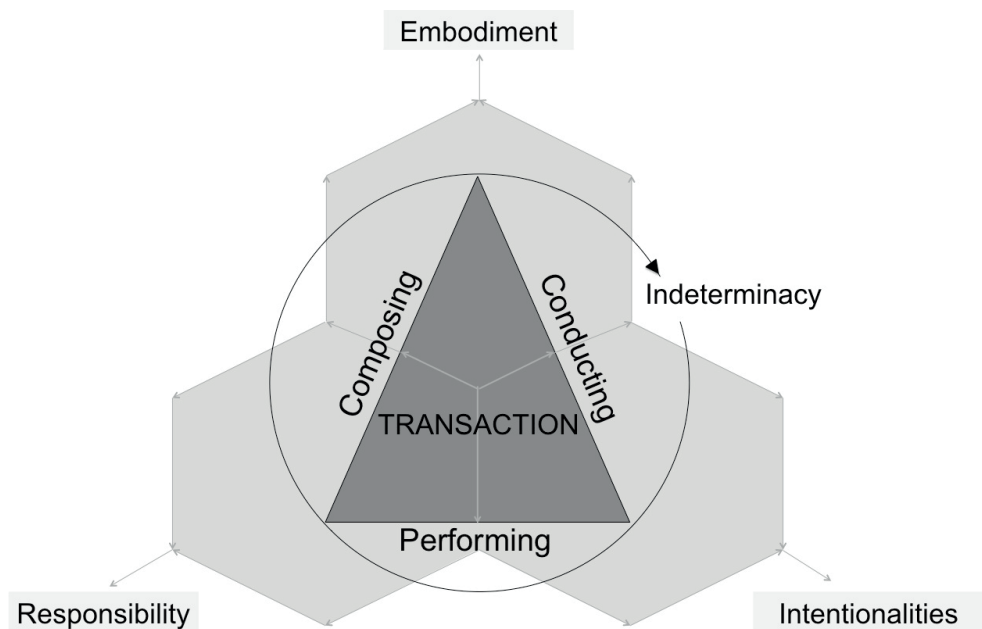 Embodiment
Indeterminacy
Composing
Conducting
TRANSACTION
Performing
Responsibility
Intentionalities